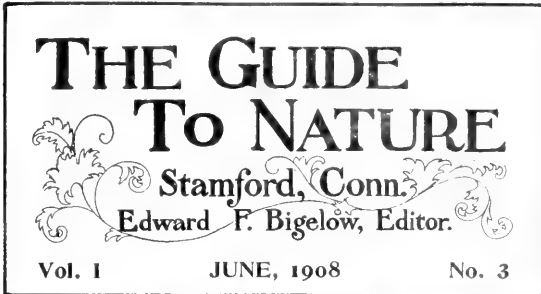 THE GUIDE
TO NATURE
Stamford, Conn.
Edward F. Bigelow, Editor.
Vol. I JUNE, 1908 No. 3